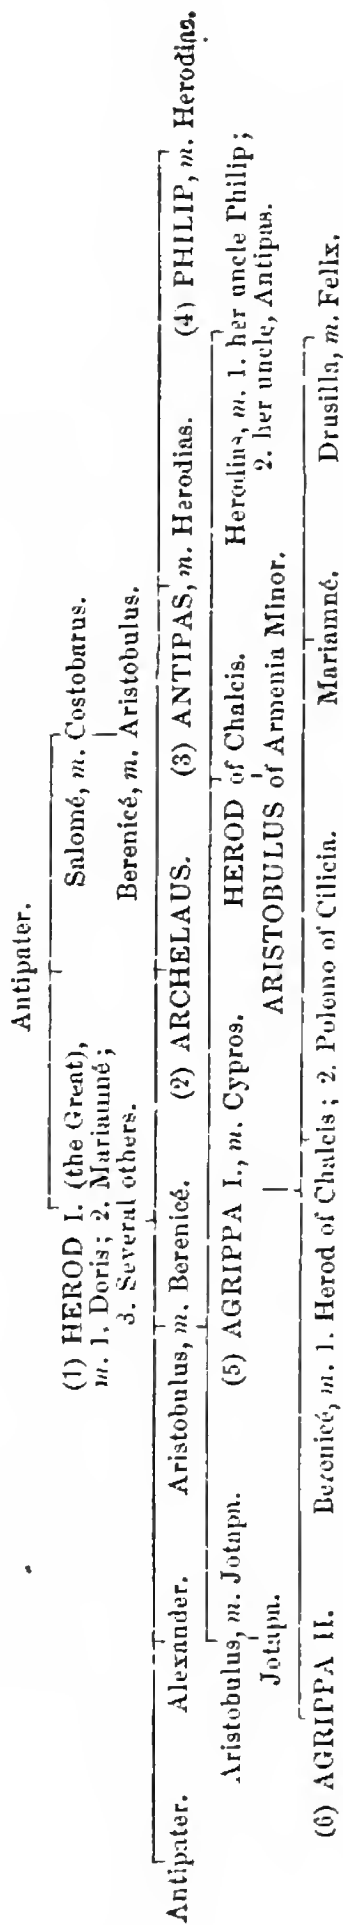 Antipater.
(1) HEROD I. (the Great),
m. 1. Doris; 2. Mariamné;
3. Several others.
Salomé, m. Costobarus.
Berenicé, m. Aristobulus.
Antipater.
Alexander.
Aristobulus, m. Berenicé.
(2) ARCHELAUS.
(3) ANTIPAS, m. Herodias.
(4) PHILIP, m. Herodias.
Aristobulus, m. Jotapa.
Jotapa.
(5) AGRIPPA I., m. Cypros.
HEROD of Chalcis.
ARISTOBULUS of Armenia Minor.
Herodias, m. 1. her uncle Philip;
2. her uncle, Antipas.
(6) AGRIPPA II.
Berenicé, m. 1. Herod of Chalcis; 2. Polemo of Cilicia.
Mariamné.
Drusilla, m. Felix.